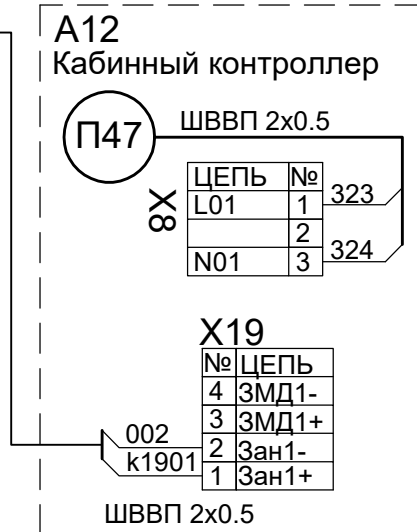 A12
Кабинный контроллер
П47
ШВВП 2х0.5
X8
ЦЕПЬ №
L01 1 323
2
N01 3 324
X19
№ ЦЕПЬ
4 ЗМД1-
3 ЗМД1+
002 2 Зан1-
k1901 1 Зан1+
ШВВП 2х0.5